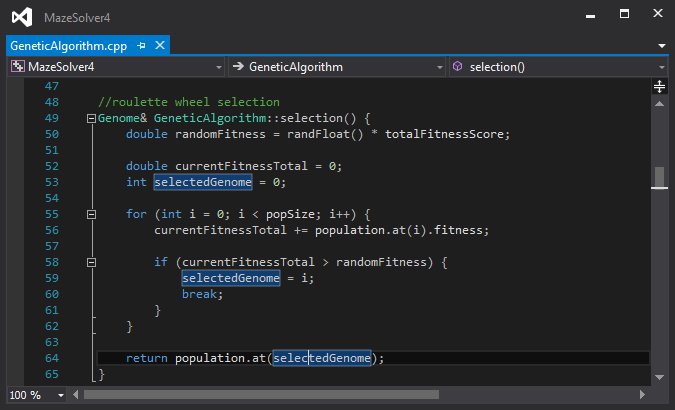 MazeSolver4
GeneticAlgorithm.cpp
MazeSolver4 GeneticAlgorithm selection()
47
48 //roulette wheel selection
49 Genome& GeneticAlgorithm::selection() {
50 double randomFitness = randFloat() * totalFitnessScore;
51
52 double currentFitnessTotal = 0;
53 int selectedGenome = 0;
54
55 for (int i = 0; i < popSize; i++) {
56 currentFitnessTotal += population.at(i).fitness;
57
58 if (currentFitnessTotal > randomFitness) {
59 selectedGenome = i;
60 break;
61 }
62 }
63
64 return population.at(selectedGenome);
65 }
100 %